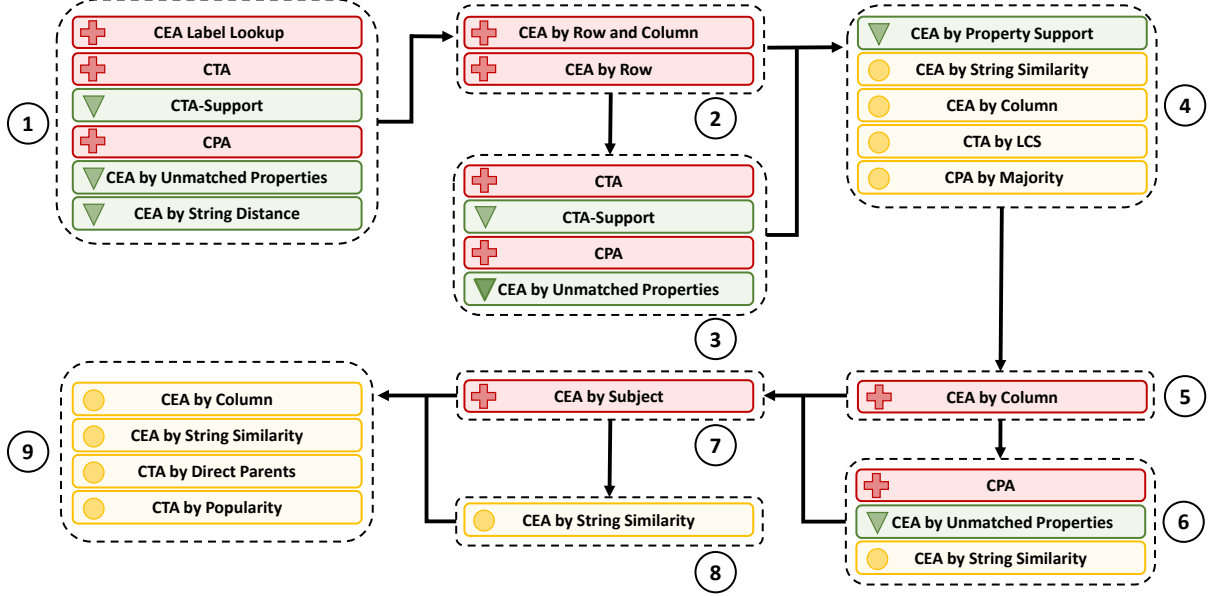 1
CEA Label Lookup
CTA
CTA-Support
CPA
CEA by Unmatched Properties
CEA by String Distance
CEA by Row and Column
CEA by Row
2
CTA
CTA-Support
CPA
CEA by Unmatched Properties
3
CEA by Property Support
CEA by String Similarity
CEA by Column
CTA by LCS
CPA by Majority
4
CEA by Column
5
CPA
CEA by Unmatched Properties
CEA by String Similarity
6
CEA by Subject
7
CEA by String Similarity
8
CEA by Column
CEA by String Similarity
CTA by Direct Parents
CTA by Popularity
9